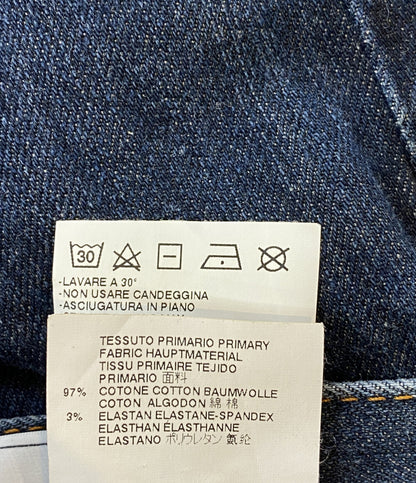 30
-LAVARE A 30°
-NON USARE CANDEGGINA
-ASCIUGATURA IN PIANO
TESSUTO PRIMARIO PRIMARY
FABRIC HAUPTMATERIAL
TISSU PRIMAIRE TEJIDO
PRIMARIO 面料
97% COTONE COTTON BAUMWOLLE
COTON ALGODON 綿 棉
3% ELASTAN ELASTANE-SPANDEX
ELASTHAN ÉLASTHANNE
ELASTANO ポリウレタン 氨纶